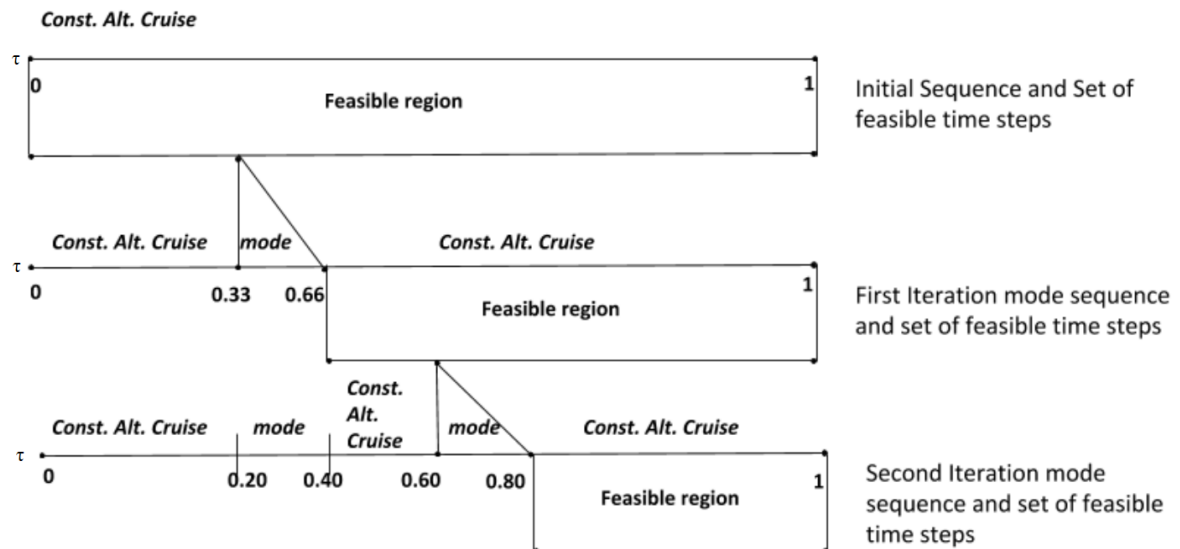 Const. Alt. Cruise
τ
0
1
Feasible region
Initial Sequence and Set of
feasible time steps
Const. Alt. Cruise
mode
Const. Alt. Cruise
τ
0
0.33
0.66
1
Feasible region
First Iteration mode sequence
and set of feasible time steps
Const. Alt. Cruise
mode
Const.
Alt.
Cruise
mode
Const. Alt. Cruise
τ
0
0.20
0.40
0.60
0.80
1
Feasible region
Second Iteration mode
sequence and set of feasible
time steps